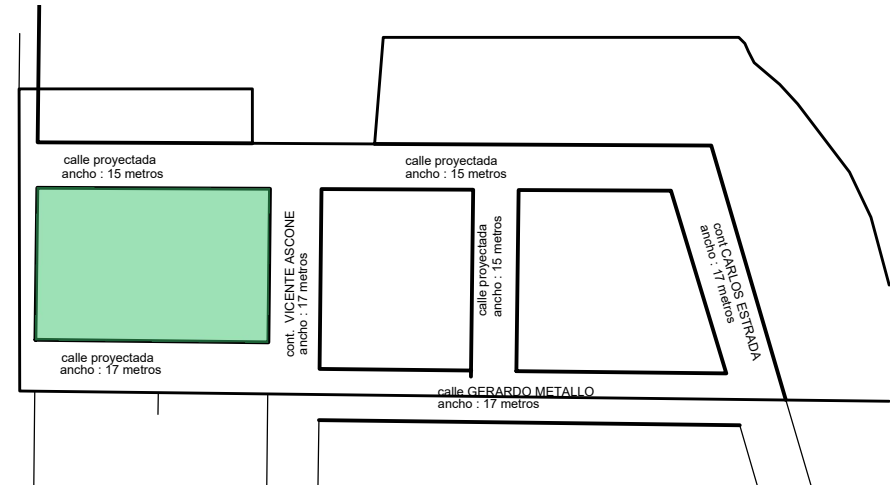 calle proyectada
ancho : 15 metros
calle proyectada
ancho : 15 metros
cont. VICENTE ASCONE
ancho : 17 metros
calle proyectada
ancho : 15 metros
cont CARLOS ESTRADA
ancho : 17 metros
calle proyectada
ancho : 17 metros
calle GERARDO METALLO
ancho : 17 metros